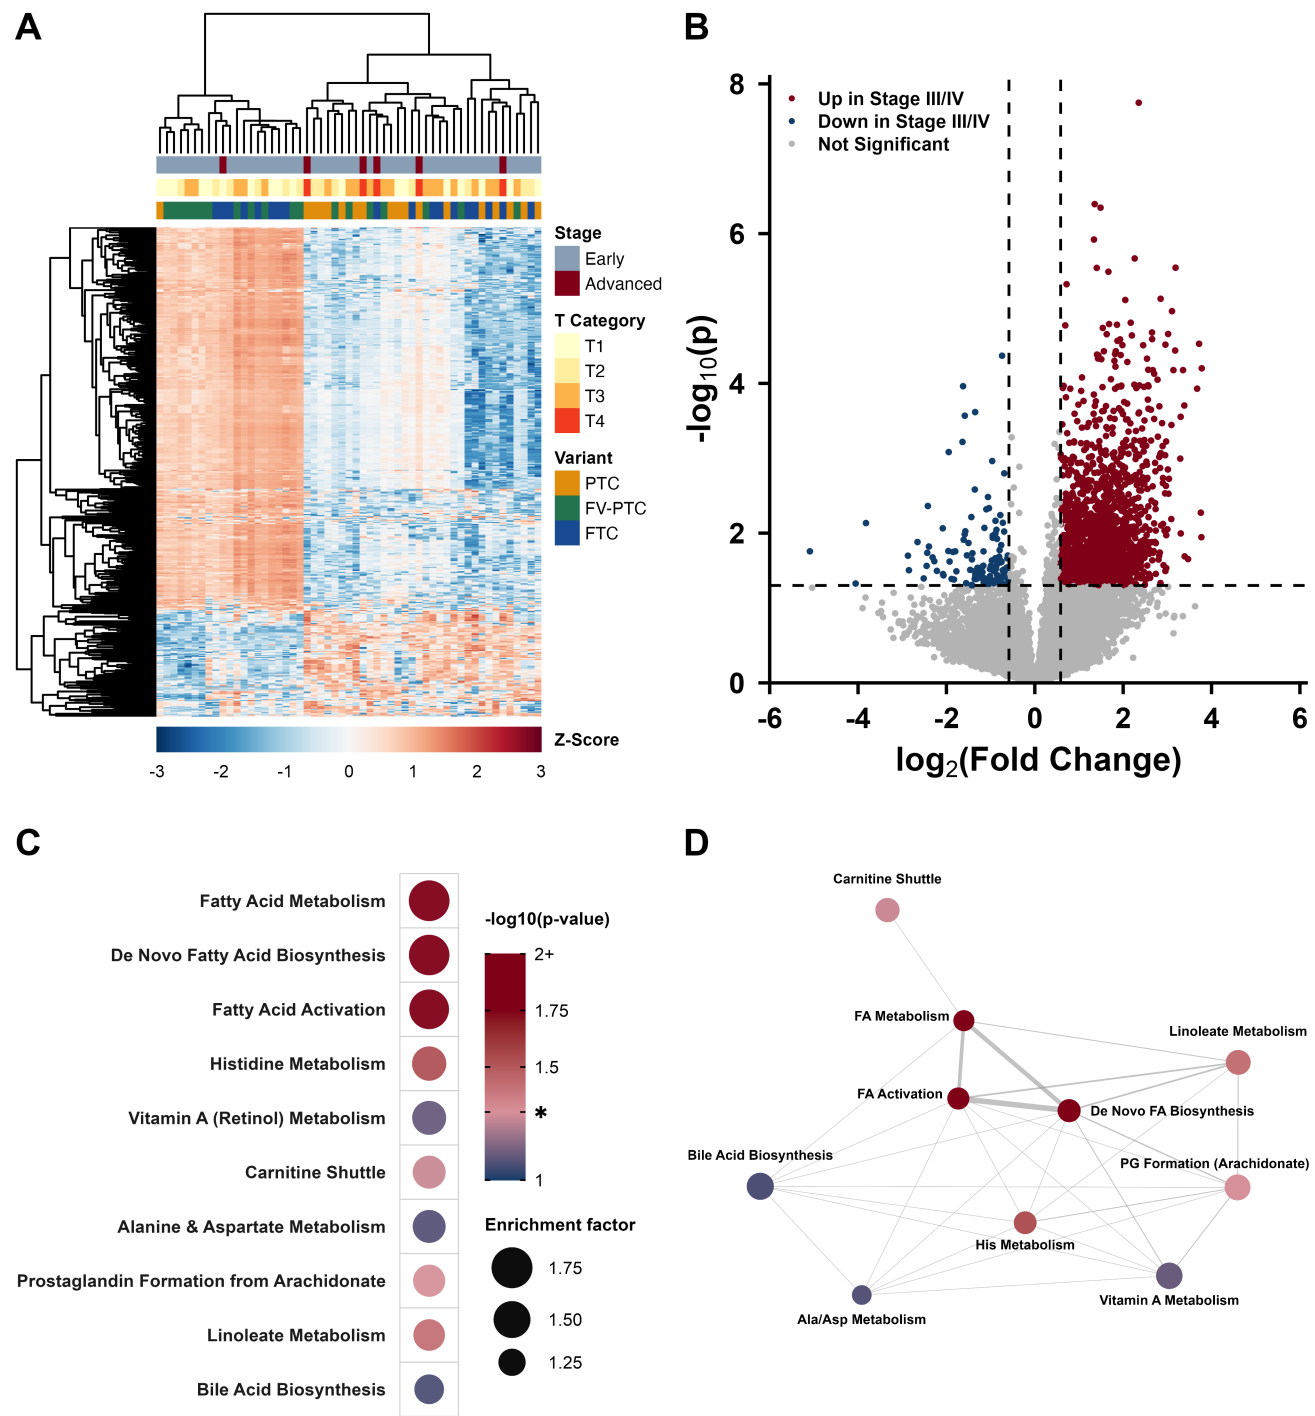 A
Stage
Early
Advanced
T Category
T1
T2
T3
T4
Variant
PTC
FV-PTC
FTC
Z-Score
-3 -2 -1 0 1 2 3
B
Up in Stage III/IV
Down in Stage III/IV
Not Significant
-log10(p)
8
6
4
2
0
-6 -4 -2 0 2 4 6
log2(Fold Change)
C
Fatty Acid Metabolism
De Novo Fatty Acid Biosynthesis
Fatty Acid Activation
Histidine Metabolism
Vitamin A (Retinol) Metabolism
Carnitine Shuttle
Alanine & Aspartate Metabolism
Prostaglandin Formation from Arachidonate
Linoleate Metabolism
Bile Acid Biosynthesis
-log10(p-value)
2+
1.75
1.5
*
1
Enrichment factor
1.75
1.50
1.25
D
Carnitine Shuttle
FA Metabolism
Linoleate Metabolism
FA Activation
De Novo FA Biosynthesis
Bile Acid Biosynthesis
PG Formation (Arachidonate)
His Metabolism
Vitamin A Metabolism
Ala/Asp Metabolism